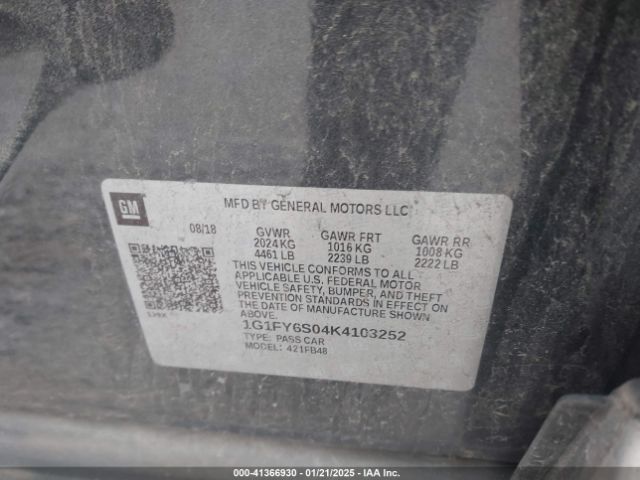 GM
MFD BY GENERAL MOTORS LLC
08/18
GVWR GAWR FRT GAWR RR
2024 KG 1016 KG 1008 KG
4461 LB 2239 LB 2222 LB
THIS VEHICLE CONFORMS TO ALL
APPLICABLE U.S. FEDERAL MOTOR
VEHICLE SAFETY, BUMPER, AND THEFT
PREVENTION STANDARDS IN EFFECT ON
THE DATE OF MANUFACTURE SHOWN
ABOVE.
1G1FY6S04K4103252
TYPE: PASS CAR
MODEL: 421FB48
000-41366930 - 01/21/2025 - IAA Inc.